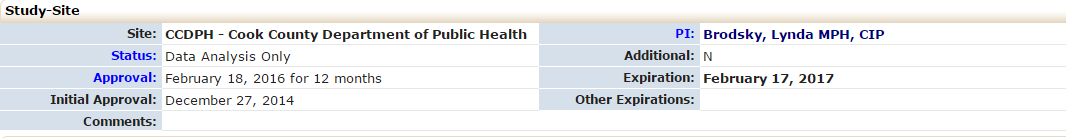 Study-Site
Site: CCDPH - Cook County Department of Public Health PI: Brodsky, Lynda MPH, CIP
Status: Data Analysis Only Additional: N
Approval: February 18, 2016 for 12 months Expiration: February 17, 2017
Initial Approval: December 27, 2014 Other Expirations:
Comments: